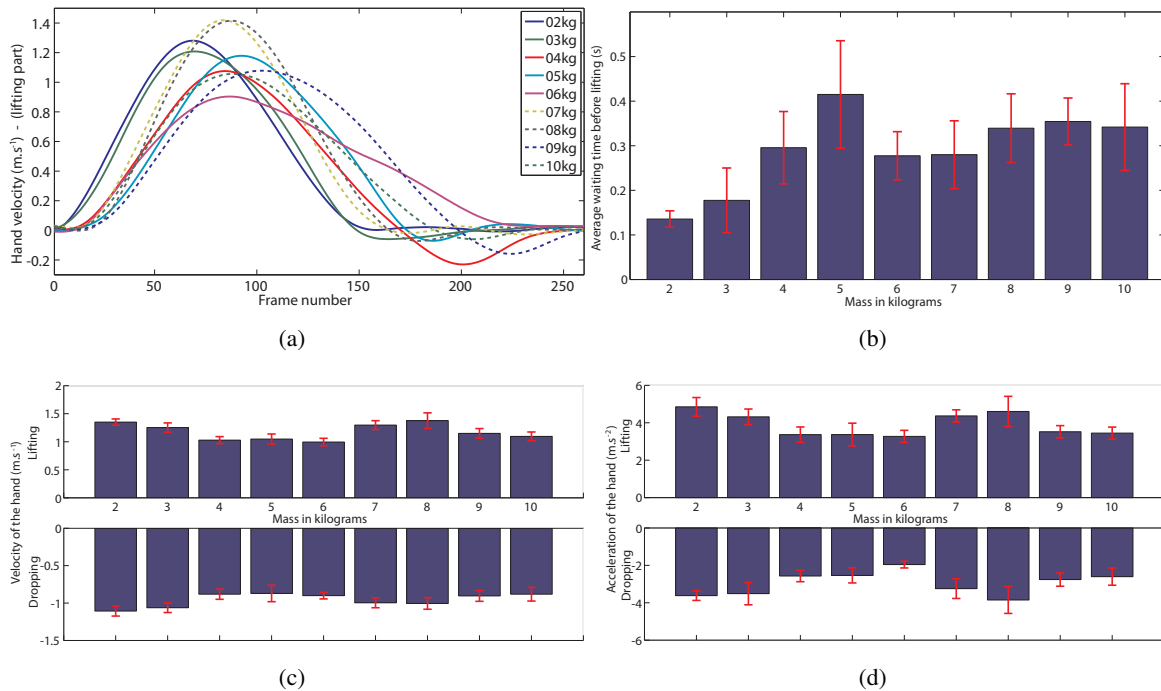 Hand velocity (m.s¹) - (lifting part)
1.4
1.2
1
0.8
0.6
0.4
0.2
0
-0.2
02kg
03kg
04kg
05kg
06kg
07kg
08kg
09kg
10kg
0 50 100 150 200 250
Frame number
(a)
Average waiting time before lifting (s)
0.5
0.4
0.3
0.2
0.1
0
2 3 4 5 6 7 8 9 10
Mass in kilograms
(b)
Velocity of the hand (m.s⁻¹)
Lifting
2
1.5
1
0.5
0
2 3 4 5 6 7 8 9 10
Mass in kilograms
Dropping
0
-0.5
-1
-1.5
(c)
Acceleration of the hand (m.s⁻²)
Lifting
6
4
2
0
2 3 4 5 6 7 8 9 10
Mass in kilograms
Dropping
0
-2
-4
-6
(d)